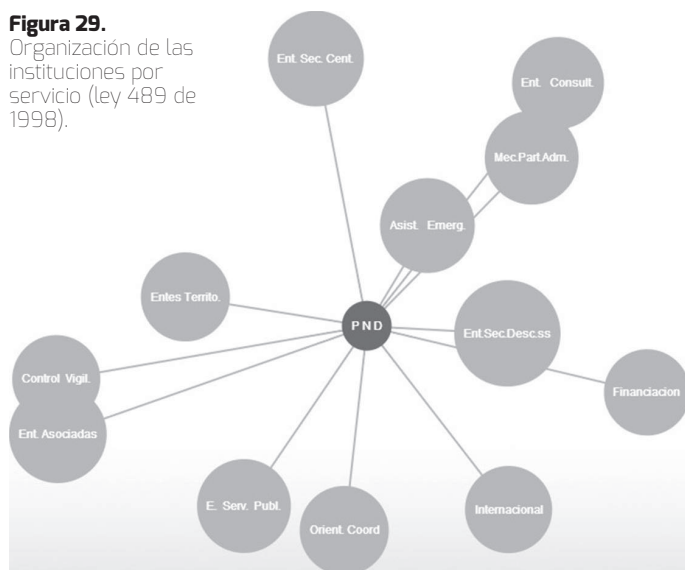 Figura 29.
Organización de las
instituciones por
servicio (ley 489 de
1998).
Ent. Sec. Cent.
Ent. Consult.
Mec.Part.Adm.
Asist. Emerg.
Entes Territo.
PND
Ent.Sec.Desc.ss
Control Vigil.
Financiacion
Ent. Asociadas
E. Serv. Publ.
Orient. Coord
Internacional